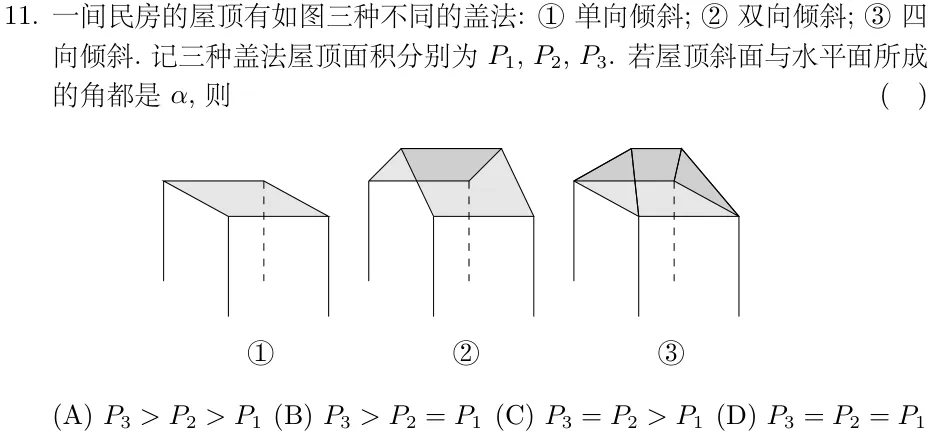 11. 一间民房的屋顶有如图三种不同的盖法: ① 单向倾斜; ② 双向倾斜; ③ 四
向倾斜. 记三种盖法屋顶面积分别为 P₁, P₂, P₃. 若屋顶斜面与水平面所成
的角都是 α, 则 ( )
① ② ③
(A) P₃ > P₂ > P₁ (B) P₃ > P₂ = P₁ (C) P₃ = P₂ > P₁ (D) P₃ = P₂ = P₁